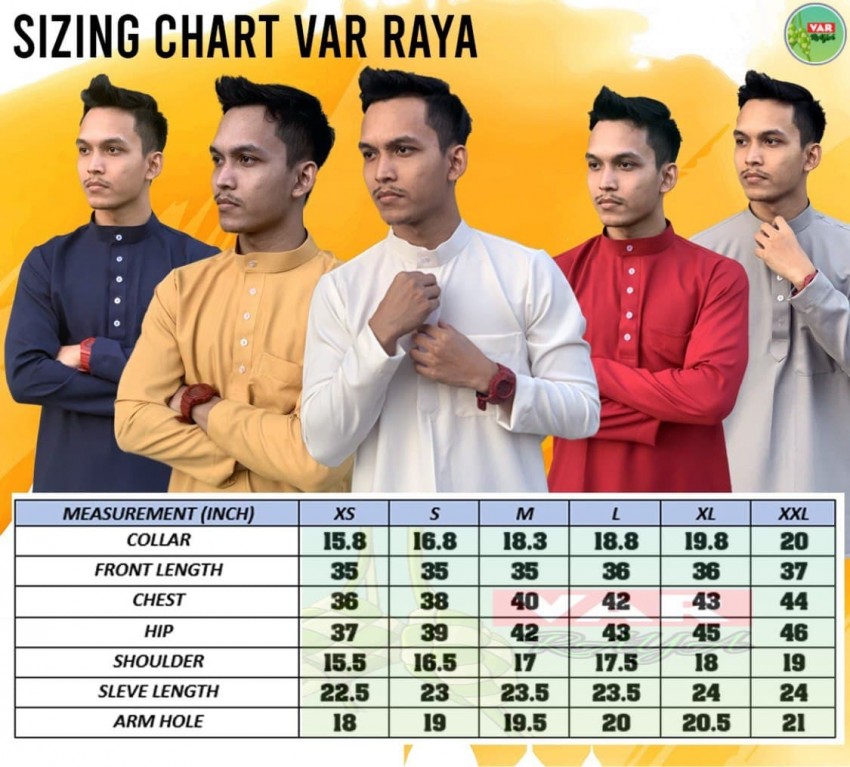 SIZING CHART VAR RAYA
VAR
MEASUREMENT (INCH) XS S M L XL XXL
COLLAR 15.8 16.8 18.3 18.8 19.8 20
FRONT LENGTH 35 35 35 36 36 37
CHEST 36 38 40 42 43 44
HIP 37 39 42 43 45 46
SHOULDER 15.5 16.5 17 17.5 18 19
SLEVE LENGTH 22.5 23 23.5 23.5 24 24
ARM HOLE 18 19 19.5 20 20.5 21